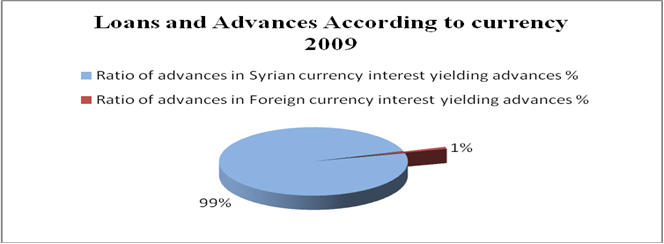 Loans and Advances According to currency
2009
Ratio of advances in Syrian currency interest yielding advances %
Ratio of advances in Foreign currency interest yielding advances %
1%
99%